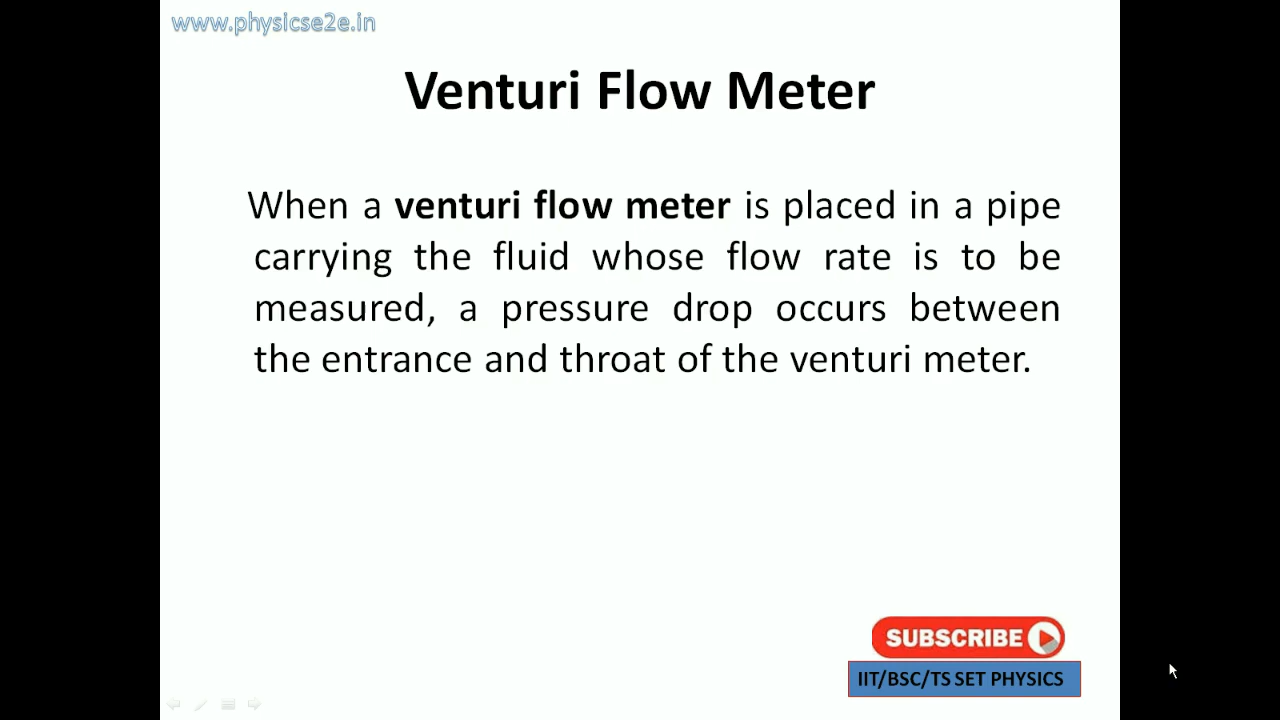 www.physicse2e.in
Venturi Flow Meter
When a venturi flow meter is placed in a pipe
carrying the fluid whose flow rate is to be
measured, a pressure drop occurs between
the entrance and throat of the venturi meter.
SUBSCRIBE
IIT/BSC/TS SET PHYSICS